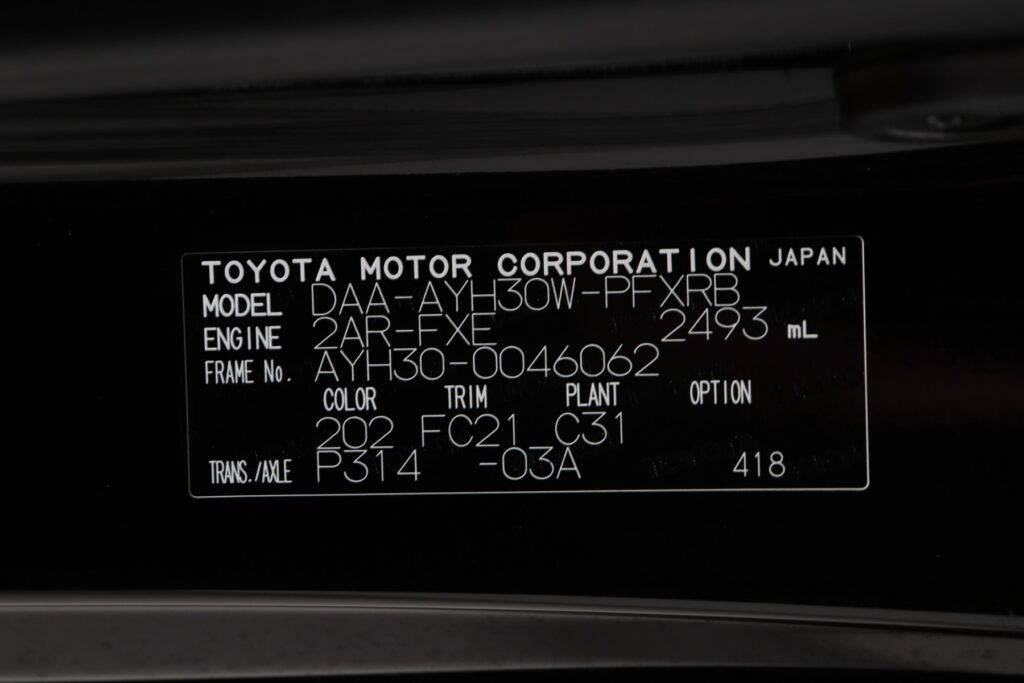 TOYOTA MOTOR CORPORATION JAPAN
MODEL DAA-AYH30W-PFXRB
ENGINE 2AR-FXE 2493 mL
FRAME No. AYH30-0046062
COLOR TRIM PLANT OPTION
202 FC21 C31
TRANS./AXLE P314 -03A 418